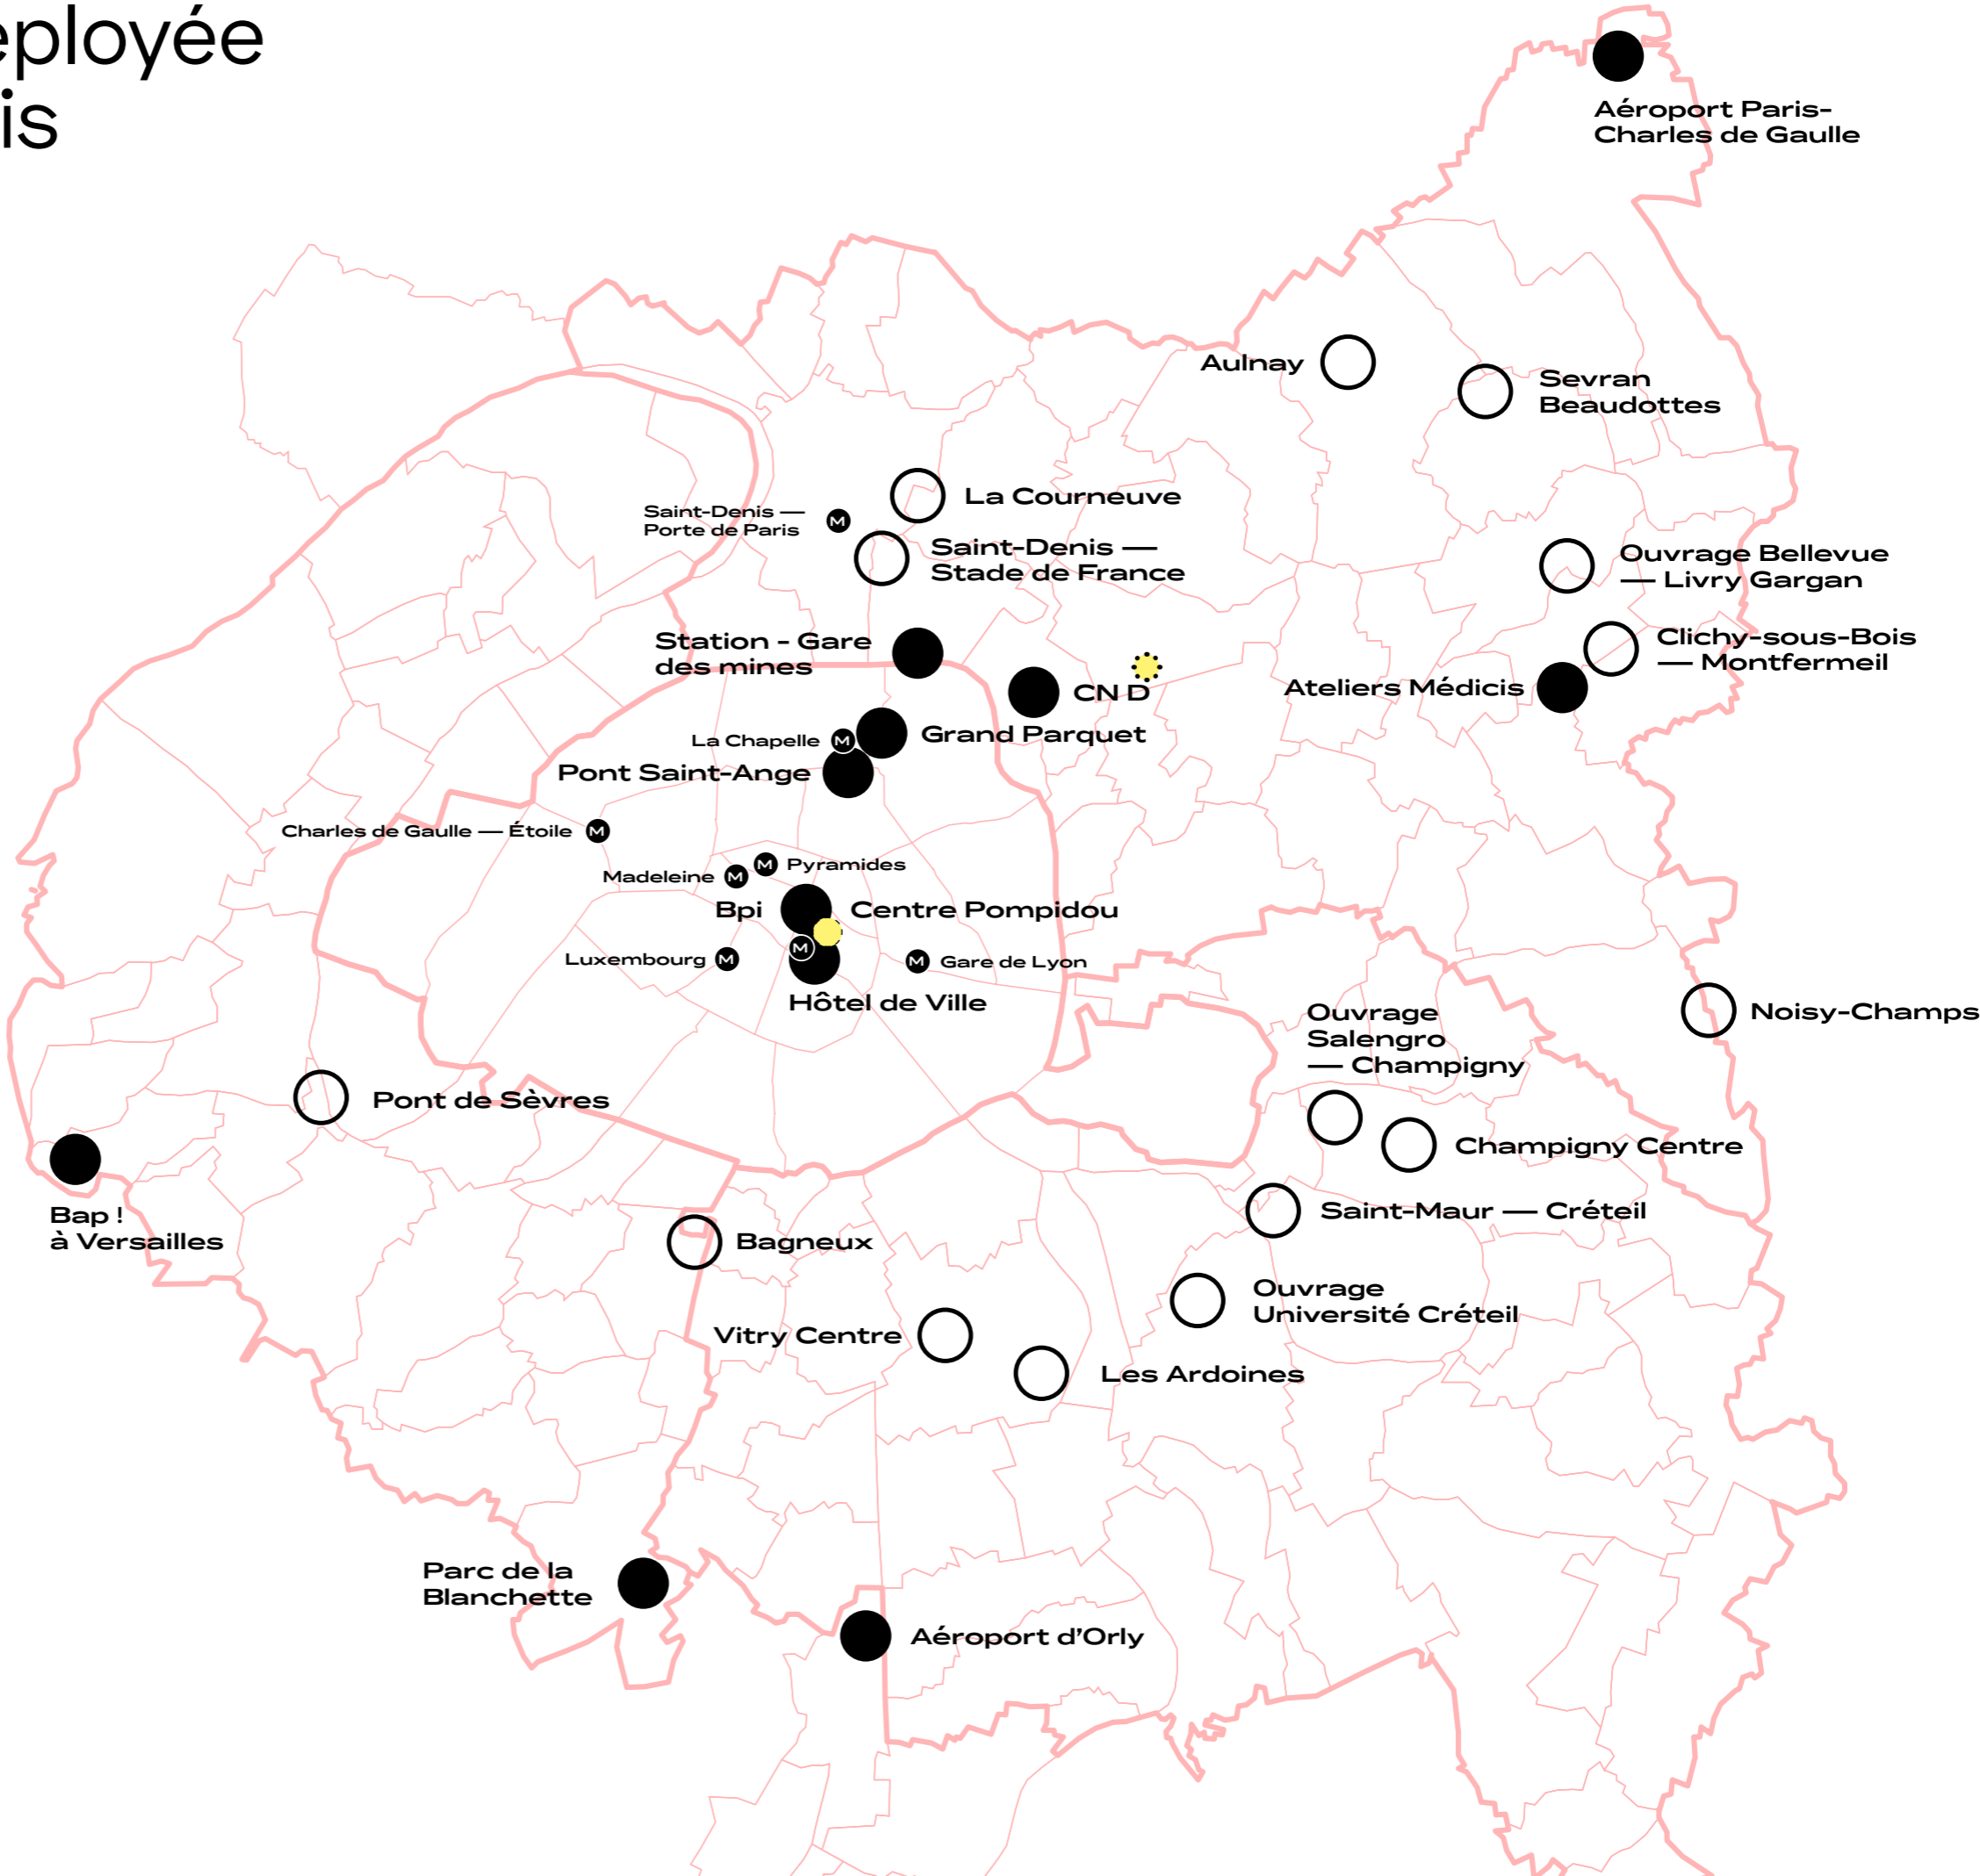 eployée
is
Aéroport Paris-
Charles de Gaulle
Aulnay
Sevran
Beaudottes
La Courneuve
Saint-Denis —
Porte de Paris
M
Saint-Denis —
Stade de France
Ouvrage Bellevue
— Livry Gargan
Station - Gare
des mines
Clichy-sous-Bois
— Montfermeil
CN D
Ateliers Médicis
La Chapelle
M
Grand Parquet
Pont Saint-Ange
Charles de Gaulle — Étoile
M
Madeleine
M
M
Pyramides
Bpi
Centre Pompidou
M
Luxembourg
M
M
Gare de Lyon
Hôtel de Ville
Noisy-Champs
Ouvrage
Salengro
— Champigny
Pont de Sèvres
Champigny Centre
Bap !
à Versailles
Saint-Maur — Créteil
Bagneux
Ouvrage
Université Créteil
Vitry Centre
Les Ardoines
Parc de la
Blanchette
Aéroport d’Orly